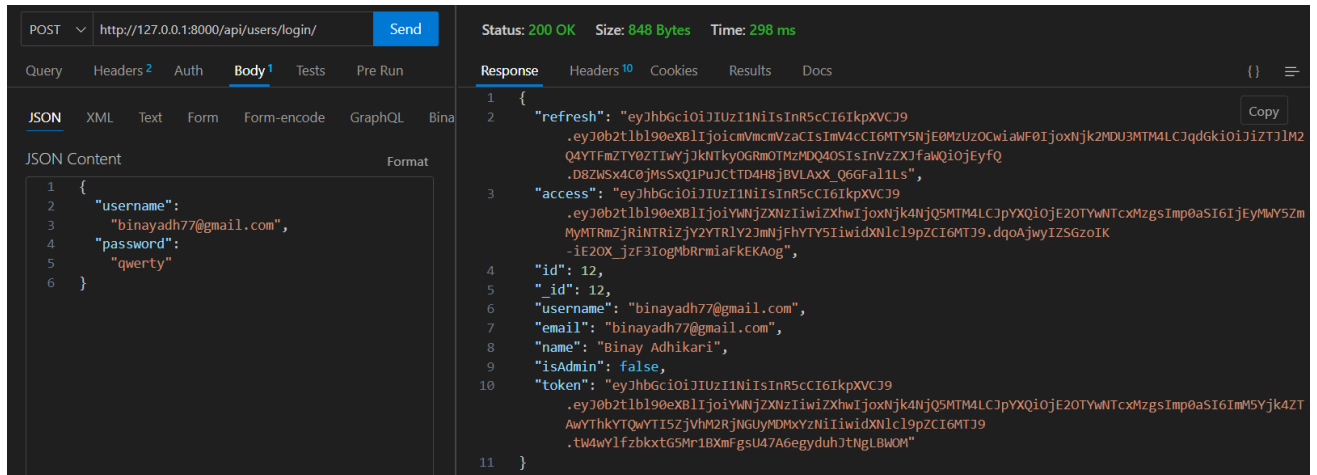 POST http://127.0.0.1:8000/api/users/login/ Send
Query Headers 2 Auth Body 1 Tests Pre Run
JSON XML Text Form Form-encode GraphQL Bina
JSON Content Format
1 {
2 "username":
"binayadh77@gmail.com",
3 "password":
4 "qwerty"
5
6 }
Status: 200 OK Size: 848 Bytes Time: 298 ms
Response Headers 10 Cookies Results Docs { }
Copy
1 {
2 "refresh": "eyJhbGciOiJIUzI1NiIsInR5cCI6IkpXVCJ9
.eyJ0b2tlbl90eXBlIjoicmVmcmVzaCIsImV4cCI6MTY5NjE0MzUzOCwiaWF0IjoxNjk2MDU3MTM4LCJqdGkiOiJiZTJlM2
Q4YTFmZTY0ZTIwYjJkNTkyOGRmOTMzMDQ4OSIsInVzZXJfaWQiOjEyfQ
.D8ZWSx4C0jMsSxQ1PuJCtTD4H8jBVLAxX_Q6GFal1Ls",
3 "access": "eyJhbGciOiJIUzI1NiIsInR5cCI6IkpXVCJ9
.eyJ0b2tlbl90eXBlIjoiYWNjZXNzIiwiZXhwIjoxNjk4NjQ5MTM4LCJpYXQiOjE2OTYwNTcxMzgsImp0aSI6IjEyMWY5Zm
MyMTRmZjRiNTRiZjY2YTRlY2JmNjFhYTY5IiwidXNlcl9pZCI6MTJ9.dqoAjwyIZSGzoIK
-iE2OX_jzF3IogMbRrmiaFkEKAog",
4 "id": 12,
5 "_id": 12,
6 "username": "binayadh77@gmail.com",
7 "email": "binayadh77@gmail.com",
8 "name": "Binay Adhikari",
9 "isAdmin": false,
10 "token": "eyJhbGciOiJIUzI1NiIsInR5cCI6IkpXVCJ9
.eyJ0b2tlbl90eXBlIjoiYWNjZXNzIiwiZXhwIjoxNjk4NjQ5MTM4LCJpYXQiOjE2OTYwNTcxMzgsImp0aSI6ImM5Yjk4ZT
AwYThkYTQwYTI5ZjVhM2RjNGUyMDMxYzNiIiwidXNlcl9pZCI6MTJ9
.tW4wYlfzbkxtG5Mr1BXmFgsU47A6egyduhJtNgLBWOM"
11 }